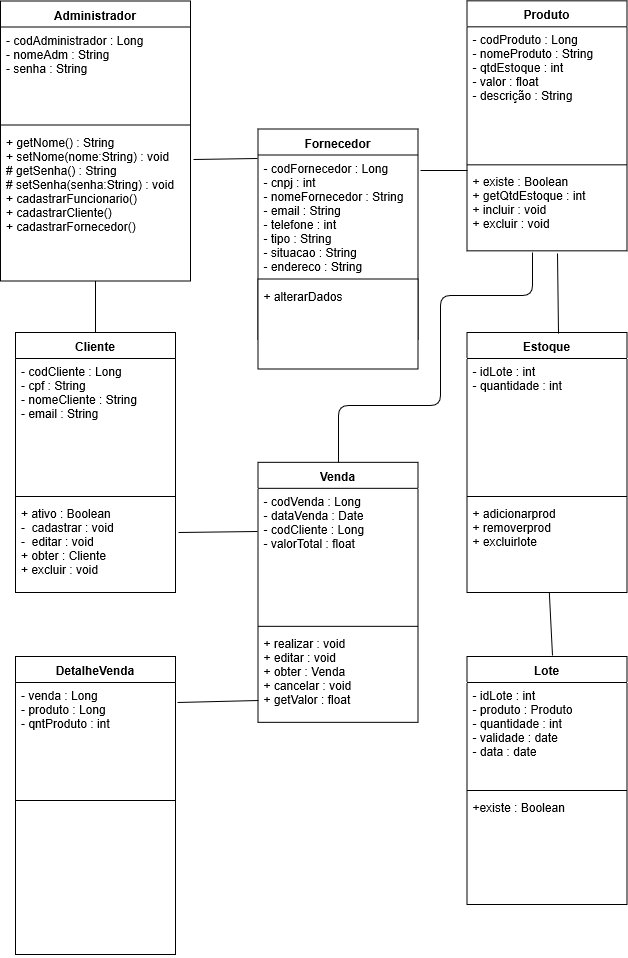 Administrador
- codAdministrador : Long
- nomeAdm : String
- senha : String
+ getNome() : String
+ setNome(nome:String) : void
# getSenha() : String
# setSenha(senha:String) : void
+ cadastrarFuncionario()
+ cadastrarCliente()
+ cadastrarFornecedor()
Fornecedor
- codFornecedor : Long
- cnpj : int
- nomeFornecedor : String
- email : String
- telefone : int
- tipo : String
- situacao : String
- endereco : String
+ alterarDados
Produto
- codProduto : Long
- nomeProduto : String
- qtdEstoque : int
- valor : float
- descrição : String
+ existe : Boolean
+ getQtdEstoque : int
+ incluir : void
+ excluir : void
Cliente
- codCliente : Long
- cpf : String
- nomeCliente : String
- email : String
+ ativo : Boolean
- cadastrar : void
- editar : void
+ obter : Cliente
+ excluir : void
Venda
- codVenda : Long
- dataVenda : Date
- codCliente : Long
- valorTotal : float
+ realizar : void
+ editar : void
+ obter : Venda
+ cancelar : void
+ getValor : float
Estoque
- idLote : int
- quantidade : int
+ adicionarprod
+ removerprod
+ excluirlote
DetalheVenda
- venda : Long
- produto : Long
- qntProduto : int
Lote
- idLote : int
- produto : Produto
- quantidade : int
- validade : date
- data : date
+existe : Boolean